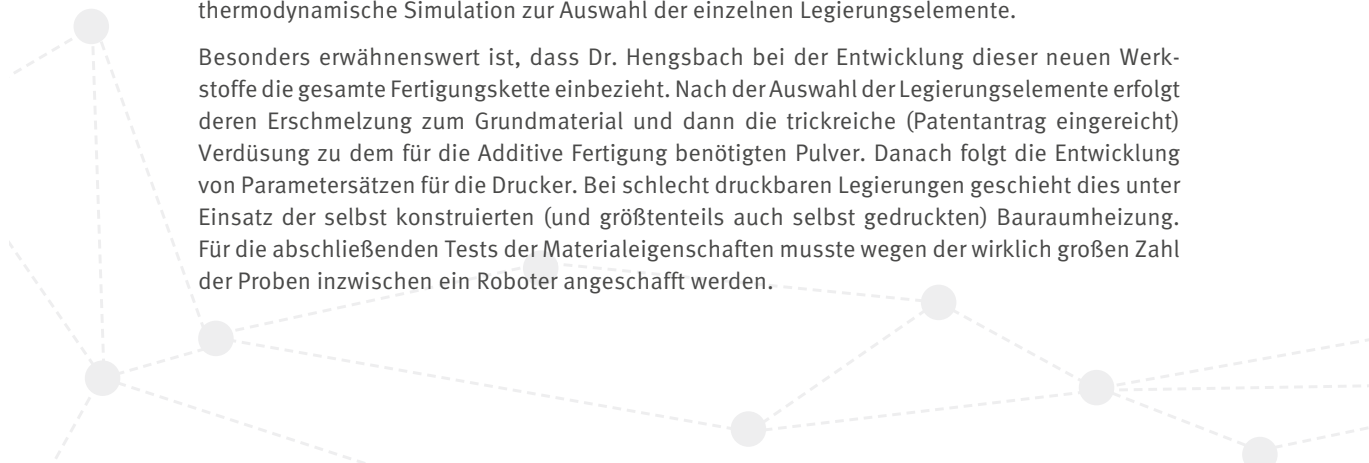 thermodynamische Simulation zur Auswahl der einzelnen Legierungselemente.
Besonders erwähnenswert ist, dass Dr. Hengsbach bei der Entwicklung dieser neuen Werk-
stoffe die gesamte Fertigungskette einbezieht. Nach der Auswahl der Legierungselemente erfolgt
deren Erschmelzung zum Grundmaterial und dann die trickreiche (Patentantrag eingereicht)
Verdüsung zu dem für die Additive Fertigung benötigten Pulver. Danach folgt die Entwicklung
von Parametersätzen für die Drucker. Bei schlecht druckbaren Legierungen geschieht dies unter
Einsatz der selbst konstruierten (und größtenteils auch selbst gedruckten) Bauraumheizung.
Für die abschließenden Tests der Materialeigenschaften musste wegen der wirklich großen Zahl
der Proben inzwischen ein Roboter angeschafft werden.